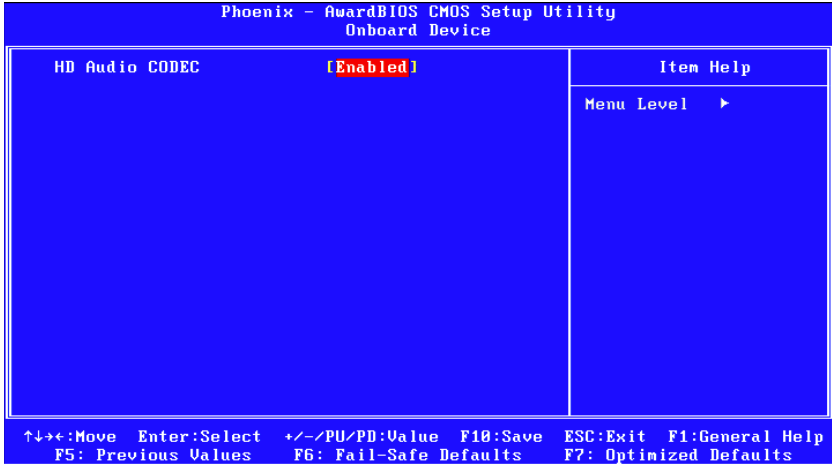 Phoenix - AwardBIOS CMOS Setup Utility
Onboard Device
HD Audio CODEC [Enabled]
Item Help
Menu Level ►
↑↓→←:Move Enter:Select +/-/PU/PD:Value F10:Save ESC:Exit F1:General Help
F5: Previous Values F6: Fail-Safe Defaults F7: Optimized Defaults